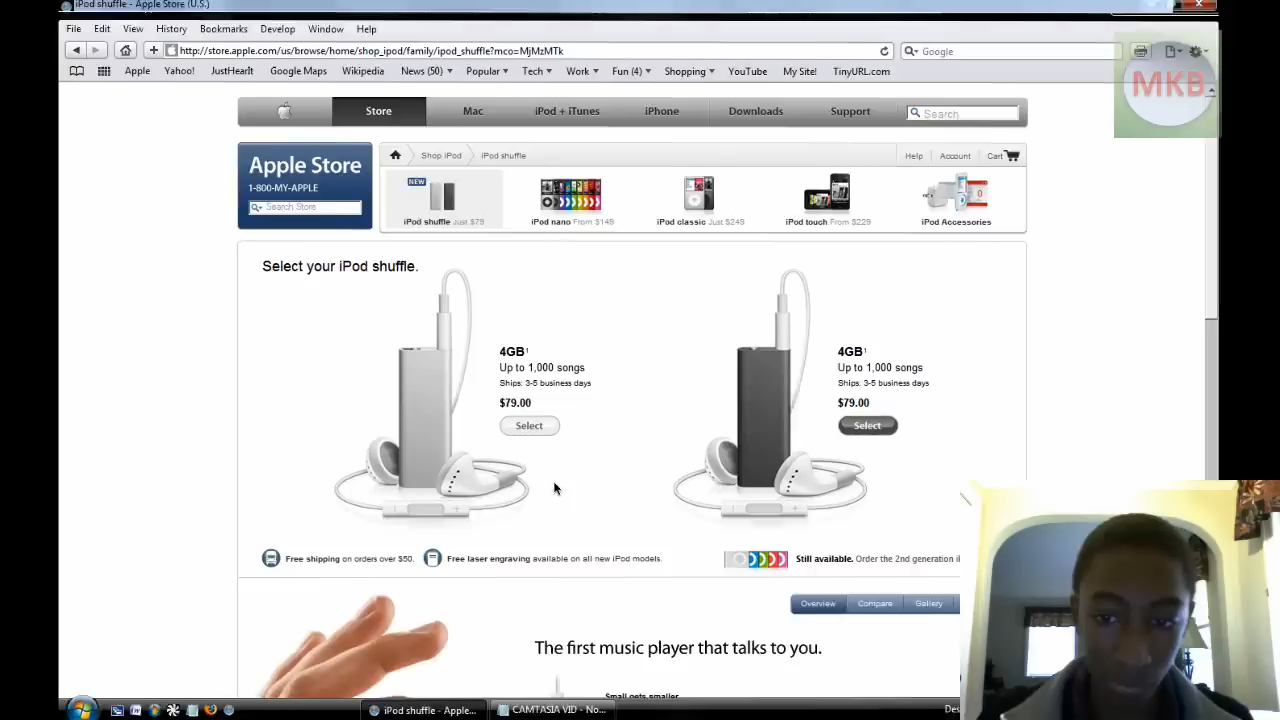 iPod shuffle - Apple Store (U.S.)
File Edit View History Bookmarks Develop Window Help
http://store.apple.com/us/browse/home/shop_ipod/family/ipod_shuffle?mco=MjMzMTk
Google
Apple Yahoo! JustHearIt Google Maps Wikipedia News (50) Popular Tech Work Fun (4) Shopping YouTube My Site! TinyURL.com
MKB
Store Mac iPod + iTunes iPhone Downloads Support Search
Apple Store
1-800-MY-APPLE
Search Store
Shop iPod iPod shuffle Help Account Cart
NEW
iPod shuffle Just $79 iPod nano From $149 iPod classic Just $249 iPod touch From $229 iPod Accessories
Select your iPod shuffle.
4GB¹
Up to 1,000 songs
Ships: 3-5 business days
$79.00
Select
4GB¹
Up to 1,000 songs
Ships: 3-5 business days
$79.00
Select
Free shipping on orders over $50. Free laser engraving available on all new iPod models. Still available. Order the 2nd generation
Overview Compare Gallery
The first music player that talks to you.
Small gets smaller
iPod shuffle - Apple... CAMTASIA VID - No...